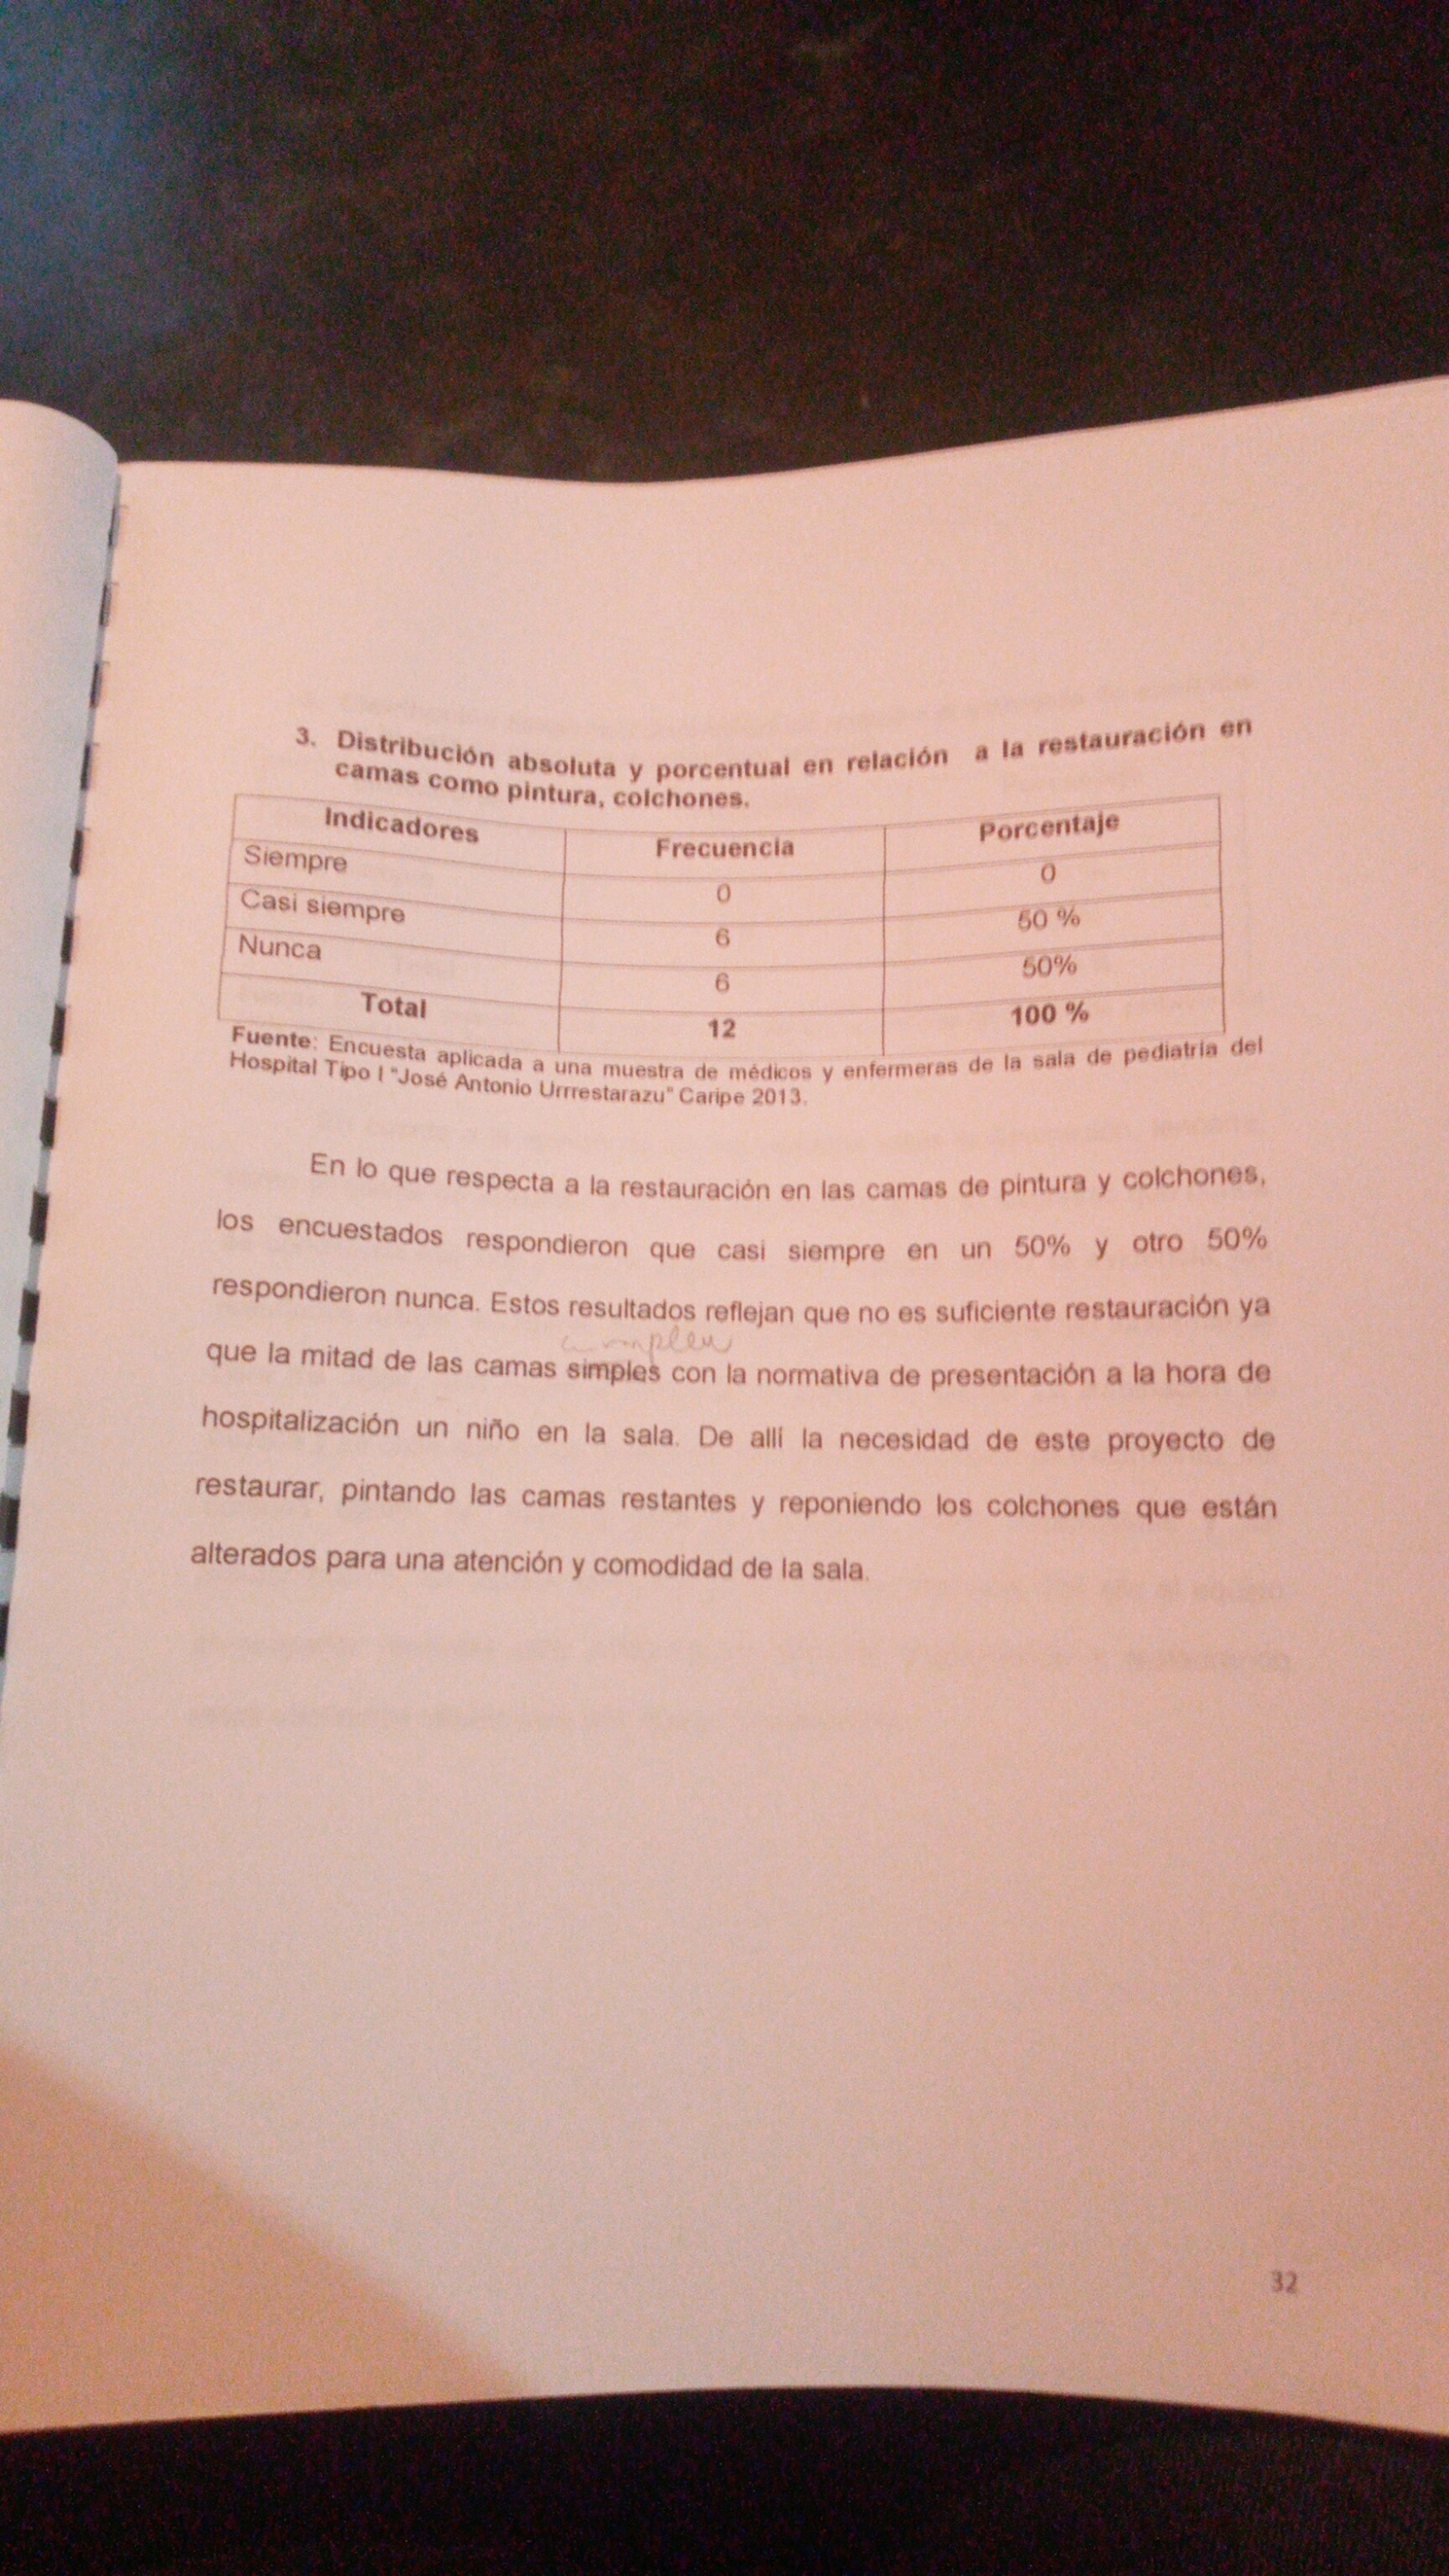 3. Distribución absoluta y porcentual en relación a la restauración en
camas como pintura, colchones.
Indicadores Frecuencia Porcentaje
Siempre 0 0
Casi siempre 6 50 %
Nunca 6 50%
Total 12 100 %
Fuente: Encuesta aplicada a una muestra de médicos y enfermeras de la sala de pediatría del
Hospital Tipo I "José Antonio Urrrestarazu" Caripe 2013.
En lo que respecta a la restauración en las camas de pintura y colchones,
los encuestados respondieron que casi siempre en un 50% y otro 50%
respondieron nunca. Estos resultados reflejan que no es suficiente restauración ya
que la mitad de las camas simples con la normativa de presentación a la hora de
hospitalización un niño en la sala. De allí la necesidad de este proyecto de
restaurar, pintando las camas restantes y reponiendo los colchones que están
alterados para una atención y comodidad de la sala.
32